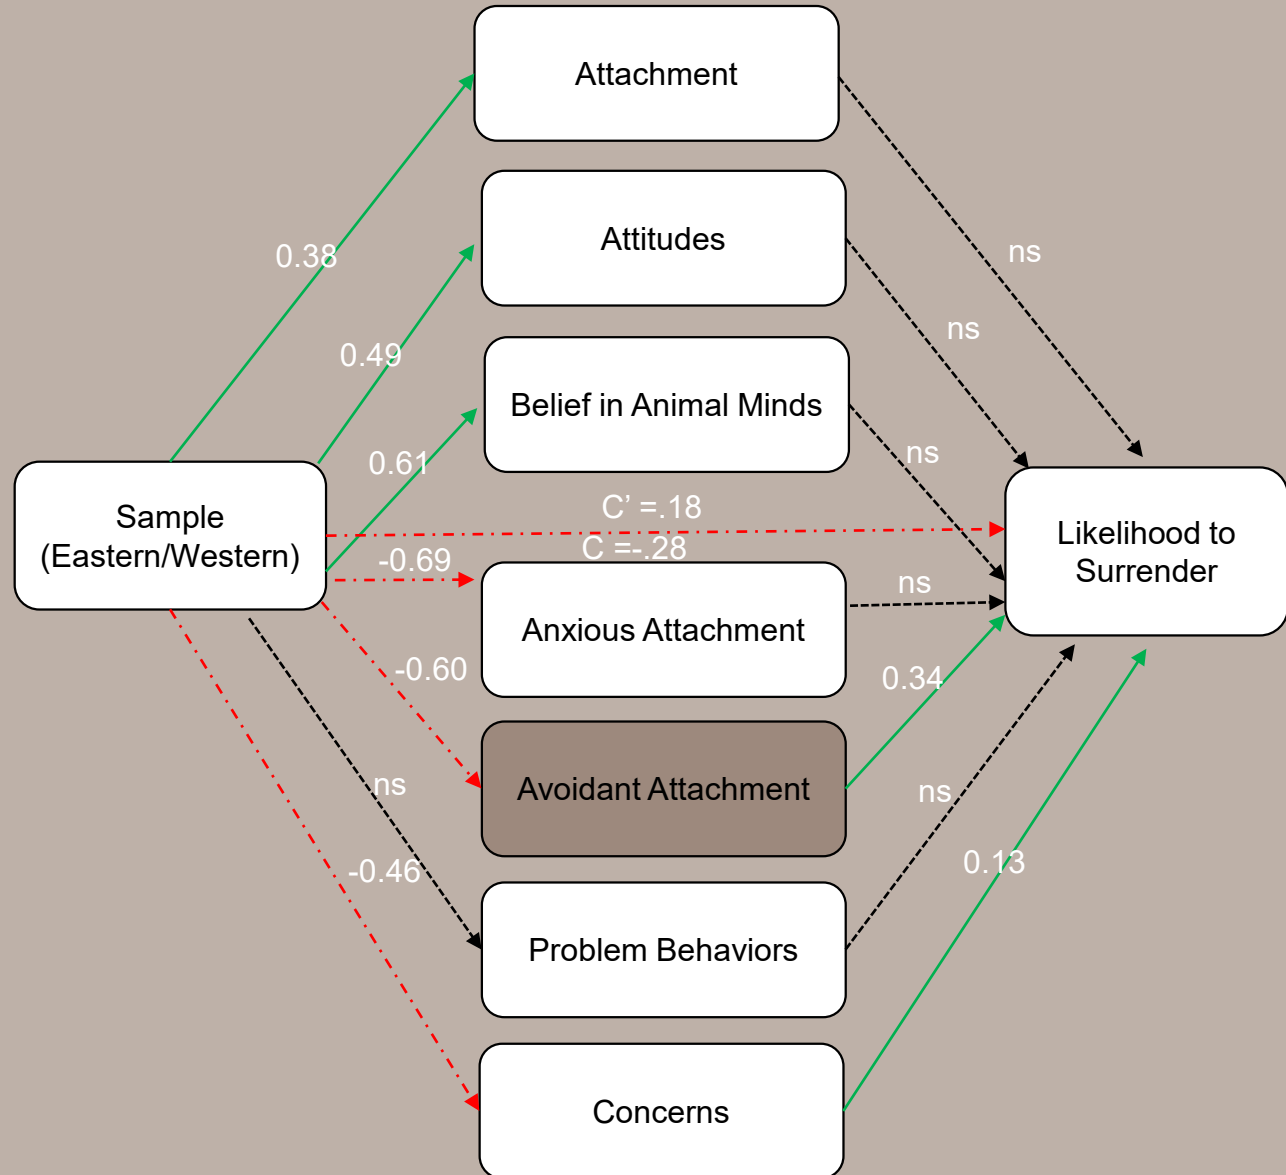 Attachment
0.38
ns
Attitudes
0.49
ns
Belief in Animal Minds
0.61
ns
Sample
(Eastern/Western)
C’ =.18
C =-.28
Likelihood to
Surrender
-0.69
Anxious Attachment
ns
-0.60
0.34
Avoidant Attachment
ns
ns
-0.46
0.13
Problem Behaviors
Concerns